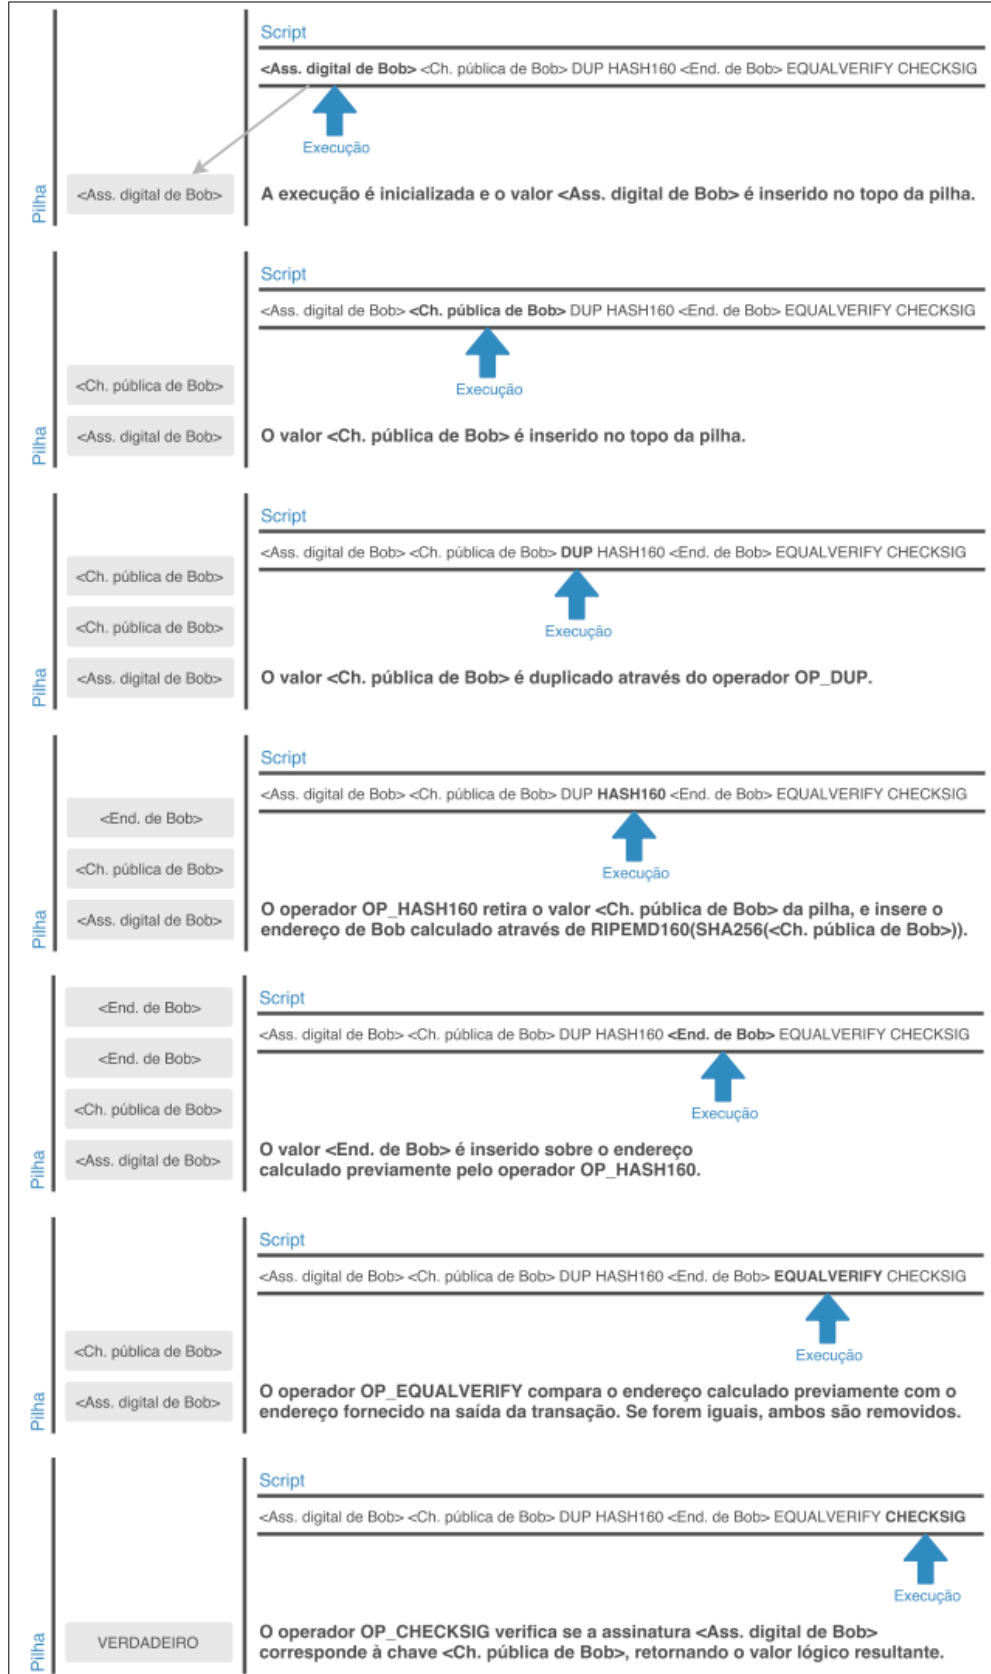 Script
<Ass. digital de Bob> <Ch. pública de Bob> DUP HASH160 <End. de Bob> EQUALVERIFY CHECKSIG
Execução
Pilha
<Ass. digital de Bob>
A execução é inicializada e o valor <Ass. digital de Bob> é inserido no topo da pilha.
Script
<Ass. digital de Bob> <Ch. pública de Bob> DUP HASH160 <End. de Bob> EQUALVERIFY CHECKSIG
Execução
<Ch. pública de Bob>
Pilha
<Ass. digital de Bob>
O valor <Ch. pública de Bob> é inserido no topo da pilha.
Script
<Ass. digital de Bob> <Ch. pública de Bob> DUP HASH160 <End. de Bob> EQUALVERIFY CHECKSIG
Execução
<Ch. pública de Bob>
<Ch. pública de Bob>
Pilha
<Ass. digital de Bob>
O valor <Ch. pública de Bob> é duplicado através do operador OP_DUP.
Script
<Ass. digital de Bob> <Ch. pública de Bob> DUP HASH160 <End. de Bob> EQUALVERIFY CHECKSIG
Execução
<End. de Bob>
<Ch. pública de Bob>
Pilha
<Ass. digital de Bob>
O operador OP_HASH160 retira o valor <Ch. pública de Bob> da pilha, e insere o
endereço de Bob calculado através de RIPEMD160(SHA256(<Ch. pública de Bob>)).
Script
<Ass. digital de Bob> <Ch. pública de Bob> DUP HASH160 <End. de Bob> EQUALVERIFY CHECKSIG
Execução
<End. de Bob>
<End. de Bob>
<Ch. pública de Bob>
Pilha
<Ass. digital de Bob>
O valor <End. de Bob> é inserido sobre o endereço
calculado previamente pelo operador OP_HASH160.
Script
<Ass. digital de Bob> <Ch. pública de Bob> DUP HASH160 <End. de Bob> EQUALVERIFY CHECKSIG
Execução
<Ch. pública de Bob>
Pilha
<Ass. digital de Bob>
O operador OP_EQUALVERIFY compara o endereço calculado previamente com o
endereço fornecido na saída da transação. Se forem iguais, ambos são removidos.
Script
<Ass. digital de Bob> <Ch. pública de Bob> DUP HASH160 <End. de Bob> EQUALVERIFY CHECKSIG
Execução
Pilha
VERDADEIRO
O operador OP_CHECKSIG verifica se a assinatura <Ass. digital de Bob>
corresponde à chave <Ch. pública de Bob>, retornando o valor lógico resultante.